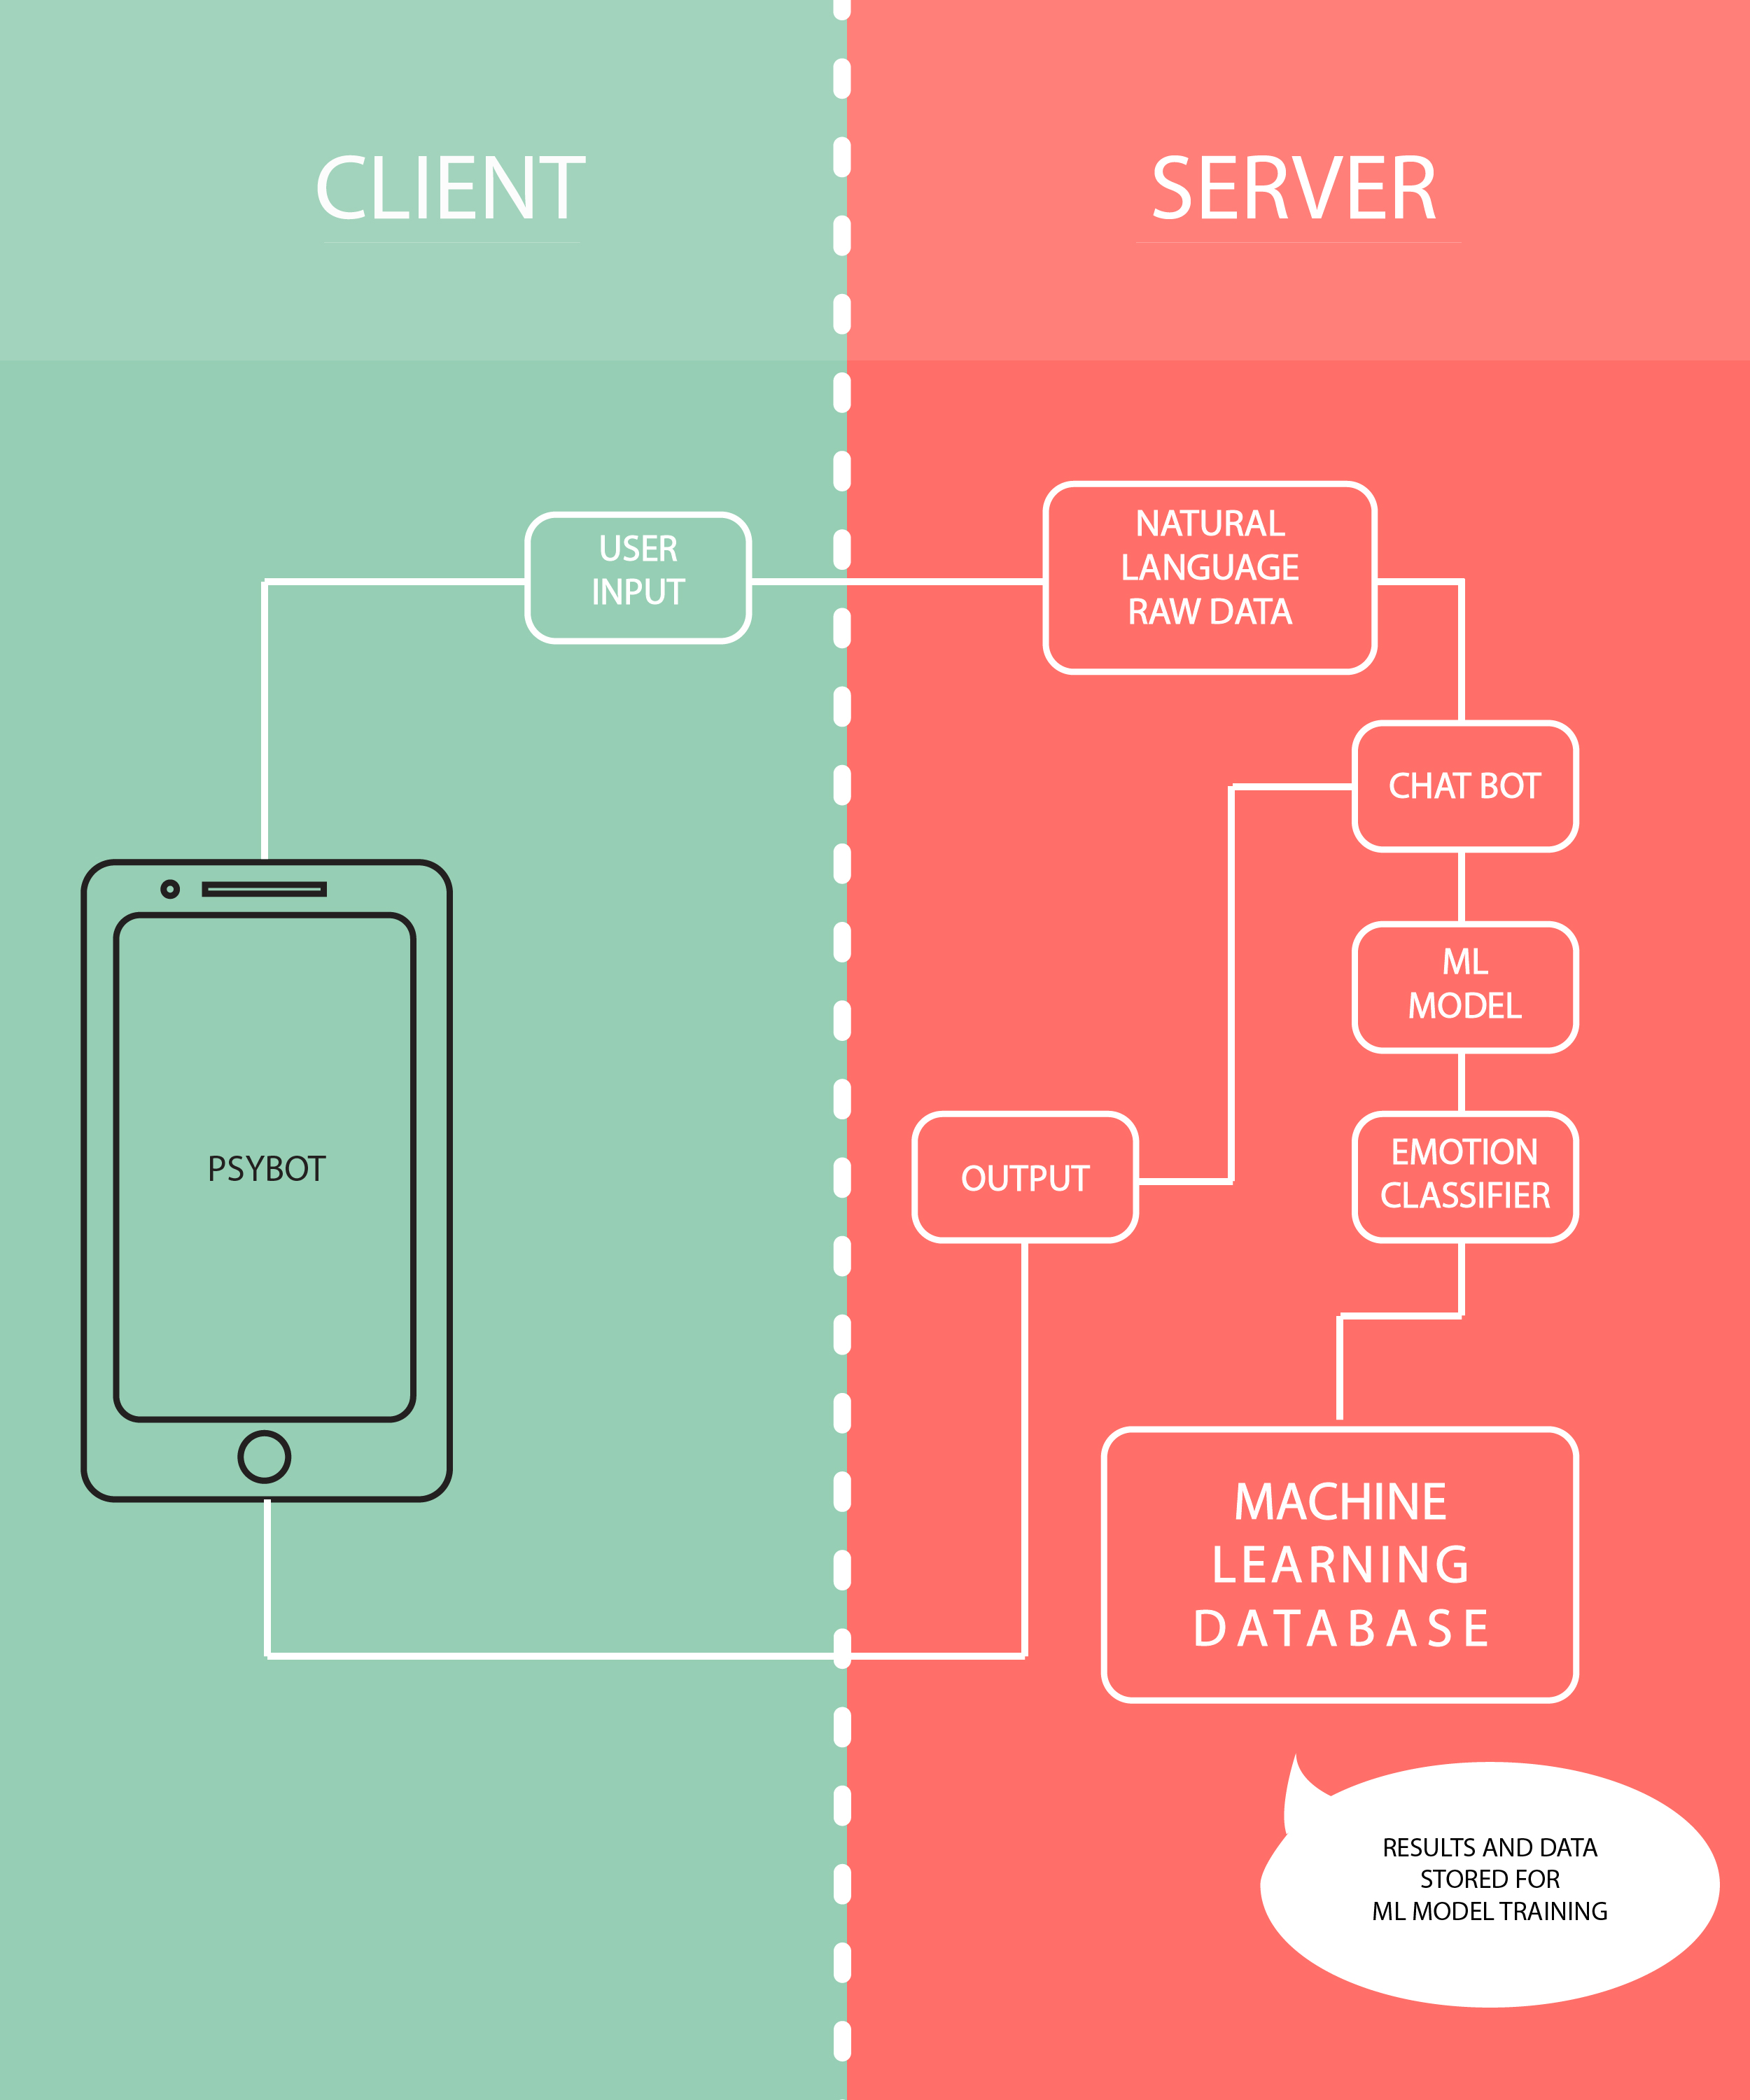 CLIENT
SERVER
USER
INPUT
NATURAL
LANGUAGE
RAW DATA
CHAT BOT
ML
MODEL
EMOTION
CLASSIFIER
OUTPUT
PSYBOT
MACHINE
LEARNING
DATABASE
RESULTS AND DATA
STORED FOR
ML MODEL TRAINING